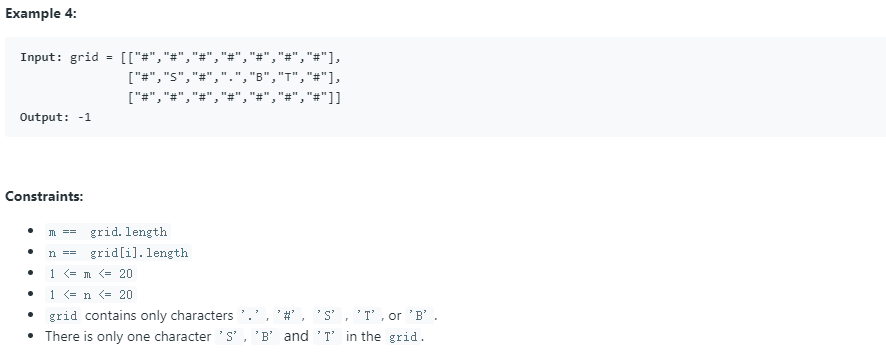 Example 4:
Input: grid = [["#","#","#","#","#","#","#"],
["#","S","#",".","B","T","#"],
["#","#","#","#","#","#","#"]]
Output: -1
Constraints:
• m == grid.length
• n == grid[i].length
• 1 <= m <= 20
• 1 <= n <= 20
• grid contains only characters '.', '#', 'S' , 'T', or 'B'.
• There is only one character 'S', 'B' and 'T' in the grid.